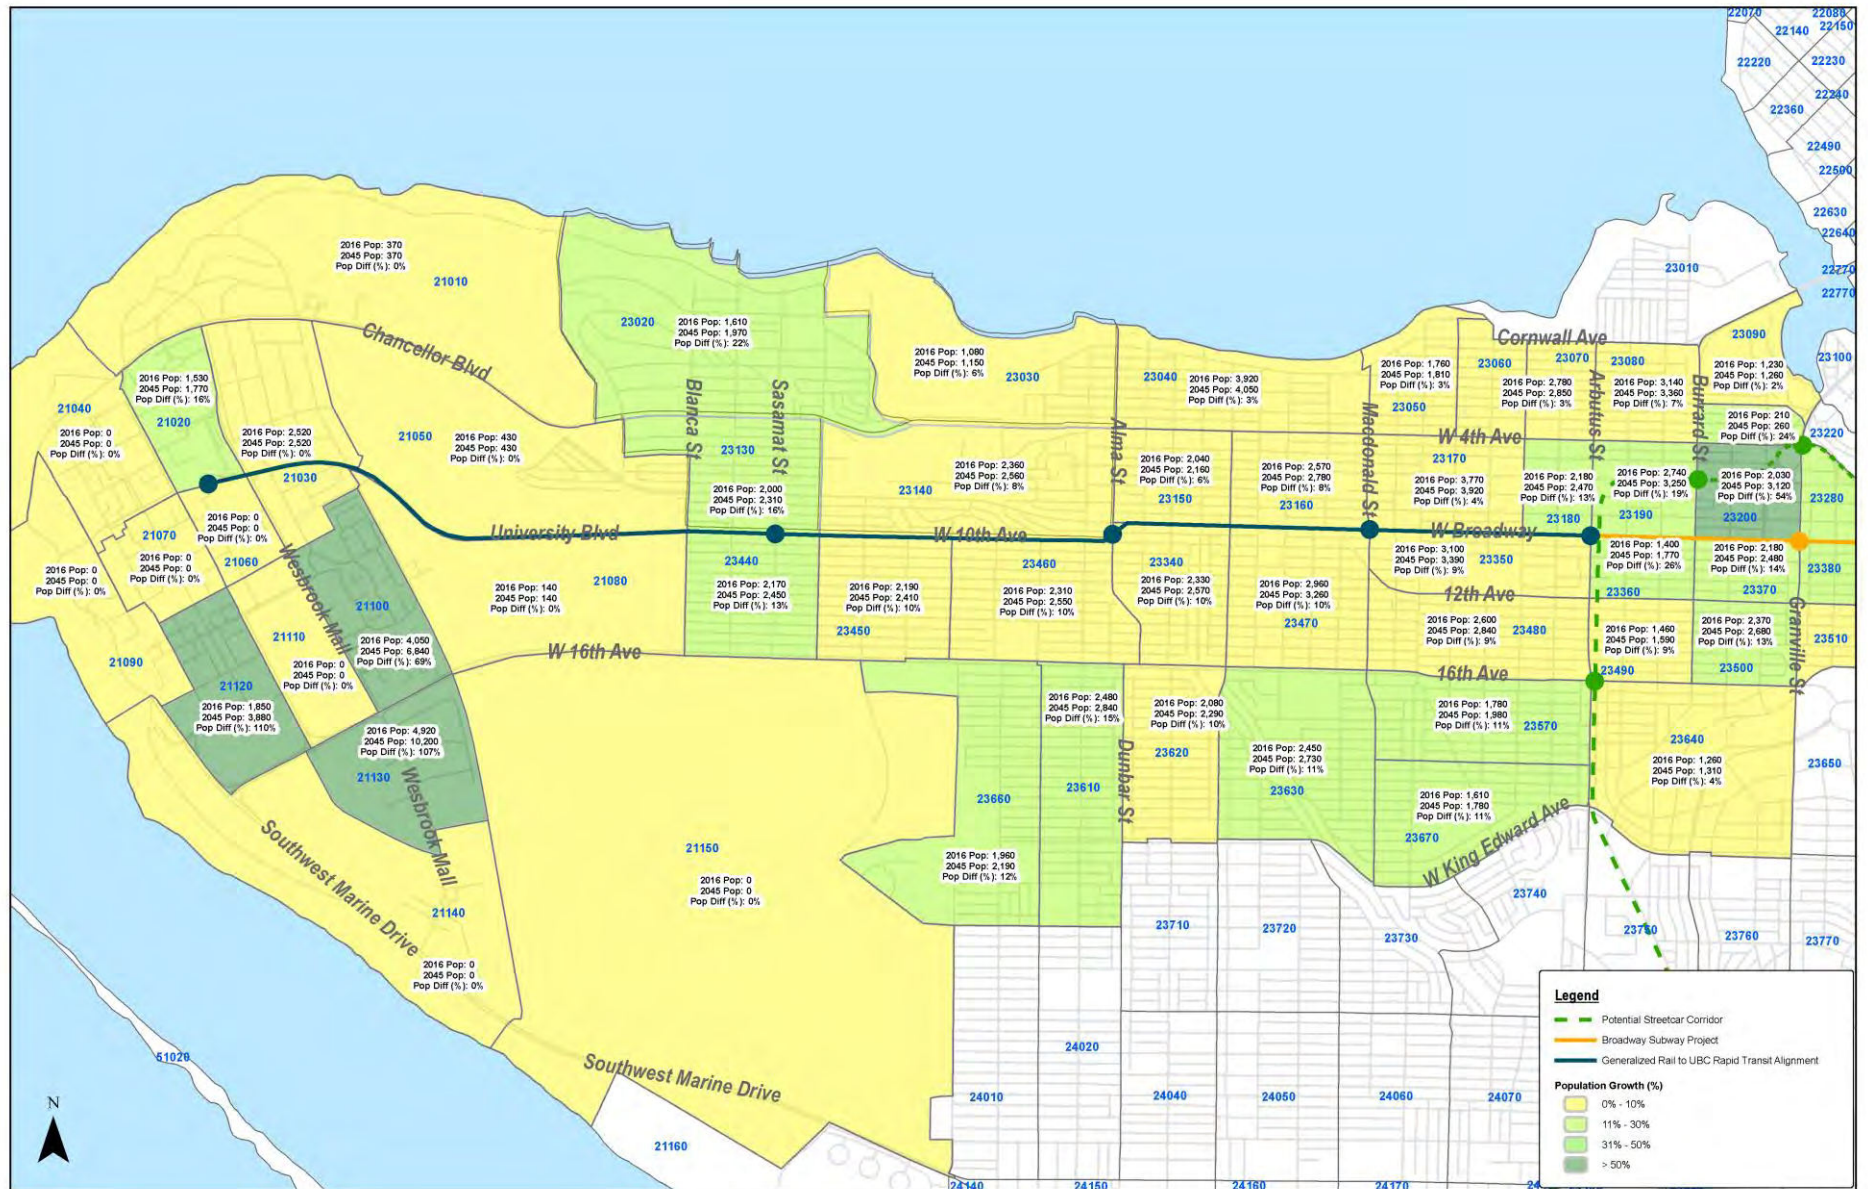 22070
22080
22140
22150
22220
22230
22240
22360
22490
22500
22630
22640
22770
22770
23010
23100
2016 Pop: 370
2045 Pop: 370
Pop Diff (%): 0%
21010
23020
2016 Pop: 1,610
2045 Pop: 1,970
Pop Diff (%): 22%
Chancellor Blvd
2016 Pop: 1,080
2045 Pop: 1,150
Pop Diff (%): 6%
23030
23040
2016 Pop: 3,920
2045 Pop: 4,050
Pop Diff (%): 3%
2016 Pop: 1,760
2045 Pop: 1,810
Pop Diff (%): 3%
23050
Cornwall Ave
23060
23070
2016 Pop: 2,780
2045 Pop: 2,850
Pop Diff (%): 3%
23080
2016 Pop: 3,140
2045 Pop: 3,360
Pop Diff (%): 7%
23090
2016 Pop: 1,230
2045 Pop: 1,260
Pop Diff (%): 2%
2016 Pop: 210
2045 Pop: 260
Pop Diff (%): 24%
23220
Blanca St
Sasamat St
Alma St
Macdonald St
Arbutus St
Burrard St
W 4th Ave
21040
2016 Pop: 0
2045 Pop: 0
Pop Diff (%): 0%
2016 Pop: 1,530
2045 Pop: 1,770
Pop Diff (%): 16%
21020
2016 Pop: 2,520
2045 Pop: 2,520
Pop Diff (%): 0%
21030
21050
2016 Pop: 430
2045 Pop: 430
Pop Diff (%): 0%
23130
2016 Pop: 2,000
2045 Pop: 2,310
Pop Diff (%): 16%
23140
2016 Pop: 2,360
2045 Pop: 2,560
Pop Diff (%): 8%
2016 Pop: 2,040
2045 Pop: 2,160
Pop Diff (%): 6%
23150
2016 Pop: 2,570
2045 Pop: 2,780
Pop Diff (%): 8%
23160
23170
2016 Pop: 3,770
2045 Pop: 3,920
Pop Diff (%): 4%
2016 Pop: 2,180
2045 Pop: 2,470
Pop Diff (%): 13%
23180
2016 Pop: 2,740
2045 Pop: 3,250
Pop Diff (%): 19%
23190
2016 Pop: 2,030
2045 Pop: 3,120
Pop Diff (%): 54%
23200
23280
University Blvd
W 10th Ave
W Broadway
21070
2016 Pop: 0
2045 Pop: 0
Pop Diff (%): 0%
2016 Pop: 0
2045 Pop: 0
Pop Diff (%): 0%
21060
2016 Pop: 0
2045 Pop: 0
Pop Diff (%): 0%
Wesbrook Mall
21100
2016 Pop: 4,050
2045 Pop: 6,840
Pop Diff (%): 69%
2016 Pop: 140
2045 Pop: 140
Pop Diff (%): 0%
21080
23440
2016 Pop: 2,170
2045 Pop: 2,450
Pop Diff (%): 13%
2016 Pop: 2,190
2045 Pop: 2,410
Pop Diff (%): 10%
23450
23460
2016 Pop: 2,310
2045 Pop: 2,550
Pop Diff (%): 10%
23340
2016 Pop: 2,330
2045 Pop: 2,570
Pop Diff (%): 10%
2016 Pop: 2,960
2045 Pop: 3,260
Pop Diff (%): 10%
23470
2016 Pop: 3,100
2045 Pop: 3,390
Pop Diff (%): 9%
23350
12th Ave
2016 Pop: 2,600
2045 Pop: 2,840
Pop Diff (%): 9%
23480
2016 Pop: 1,400
2045 Pop: 1,770
Pop Diff (%): 26%
23360
2016 Pop: 2,180
2045 Pop: 2,480
Pop Diff (%): 14%
23370
23380
2016 Pop: 1,460
2045 Pop: 1,590
Pop Diff (%): 9%
23490
2016 Pop: 2,370
2045 Pop: 2,680
Pop Diff (%): 13%
23500
Granville St
23510
W 16th Ave
16th Ave
21090
21110
2016 Pop: 0
2045 Pop: 0
Pop Diff (%): 0%
21120
2016 Pop: 1,850
2045 Pop: 3,880
Pop Diff (%): 110%
2016 Pop: 4,920
2045 Pop: 10,200
Pop Diff (%): 107%
21130
Wesbrook Mall
2016 Pop: 2,480
2045 Pop: 2,840
Pop Diff (%): 15%
23610
Dunbar St
2016 Pop: 2,080
2045 Pop: 2,290
Pop Diff (%): 10%
23620
2016 Pop: 2,450
2045 Pop: 2,730
Pop Diff (%): 11%
23630
2016 Pop: 1,780
2045 Pop: 1,980
Pop Diff (%): 11%
23570
2016 Pop: 1,610
2045 Pop: 1,780
Pop Diff (%): 11%
23670
W King Edward Ave
23640
2016 Pop: 1,260
2045 Pop: 1,310
Pop Diff (%): 4%
23650
23660
2016 Pop: 1,960
2045 Pop: 2,190
Pop Diff (%): 12%
21150
2016 Pop: 0
2045 Pop: 0
Pop Diff (%): 0%
Southwest Marine Drive
21140
2016 Pop: 0
2045 Pop: 0
Pop Diff (%): 0%
23710
23720
23730
23740
23750
23760
23770
51020
Southwest Marine Drive
21160
24010
24020
24040
24050
24060
24070
24140
24150
24160
24170
N
Legend
Potential Streetcar Corridor
Broadway Subway Project
Generalized Rail to UBC Rapid Transit Alignment
Population Growth (%)
0% - 10%
11% - 30%
31% - 50%
> 50%